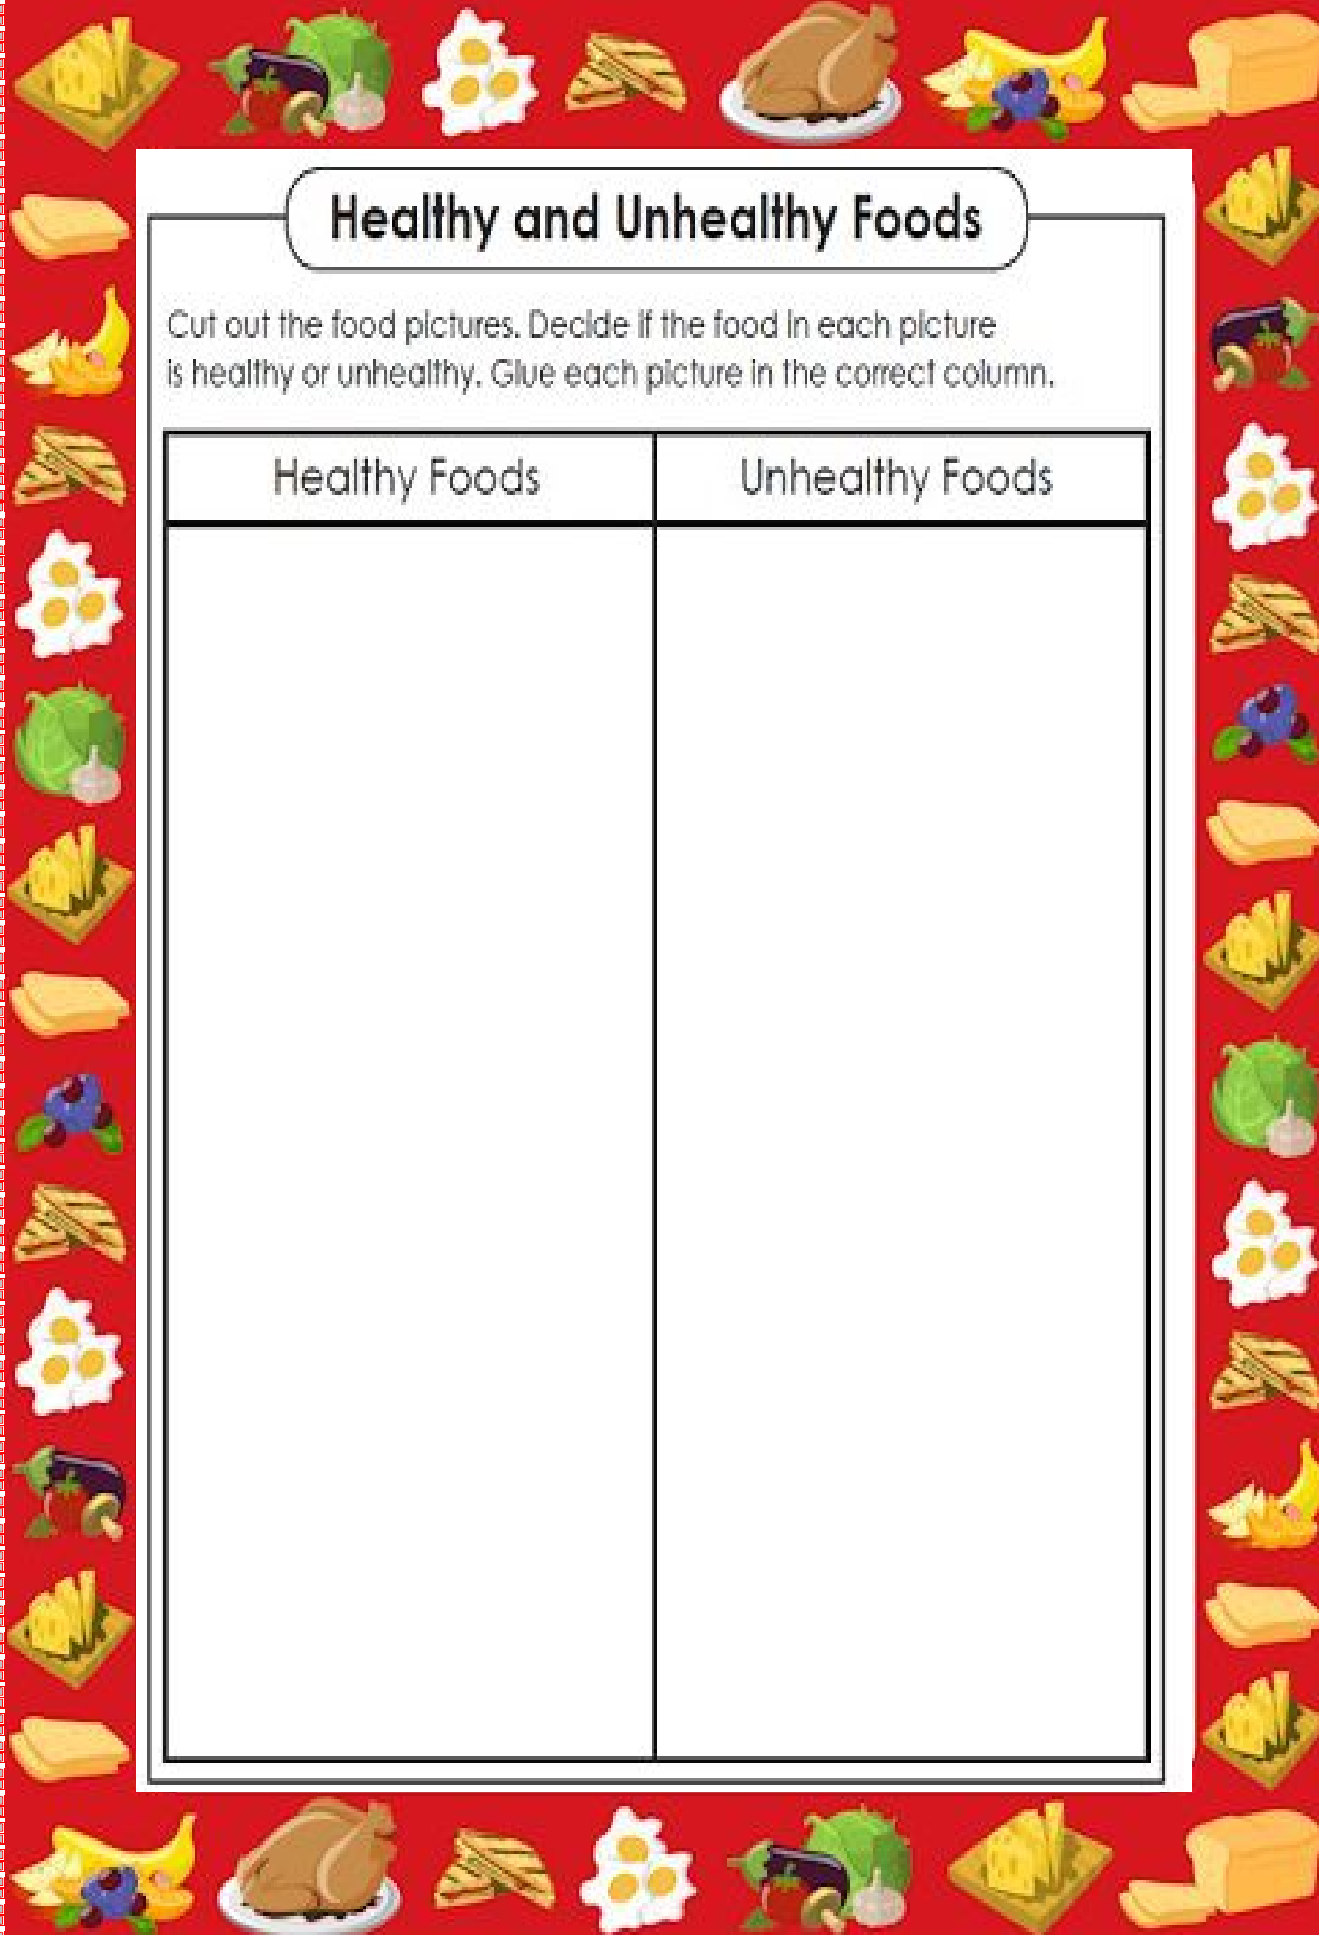 Healthy and Unhealthy Foods
Cut out the food pictures. Decide if the food in each picture
is healthy or unhealthy. Glue each picture in the correct column.
Healthy Foods
Unhealthy Foods